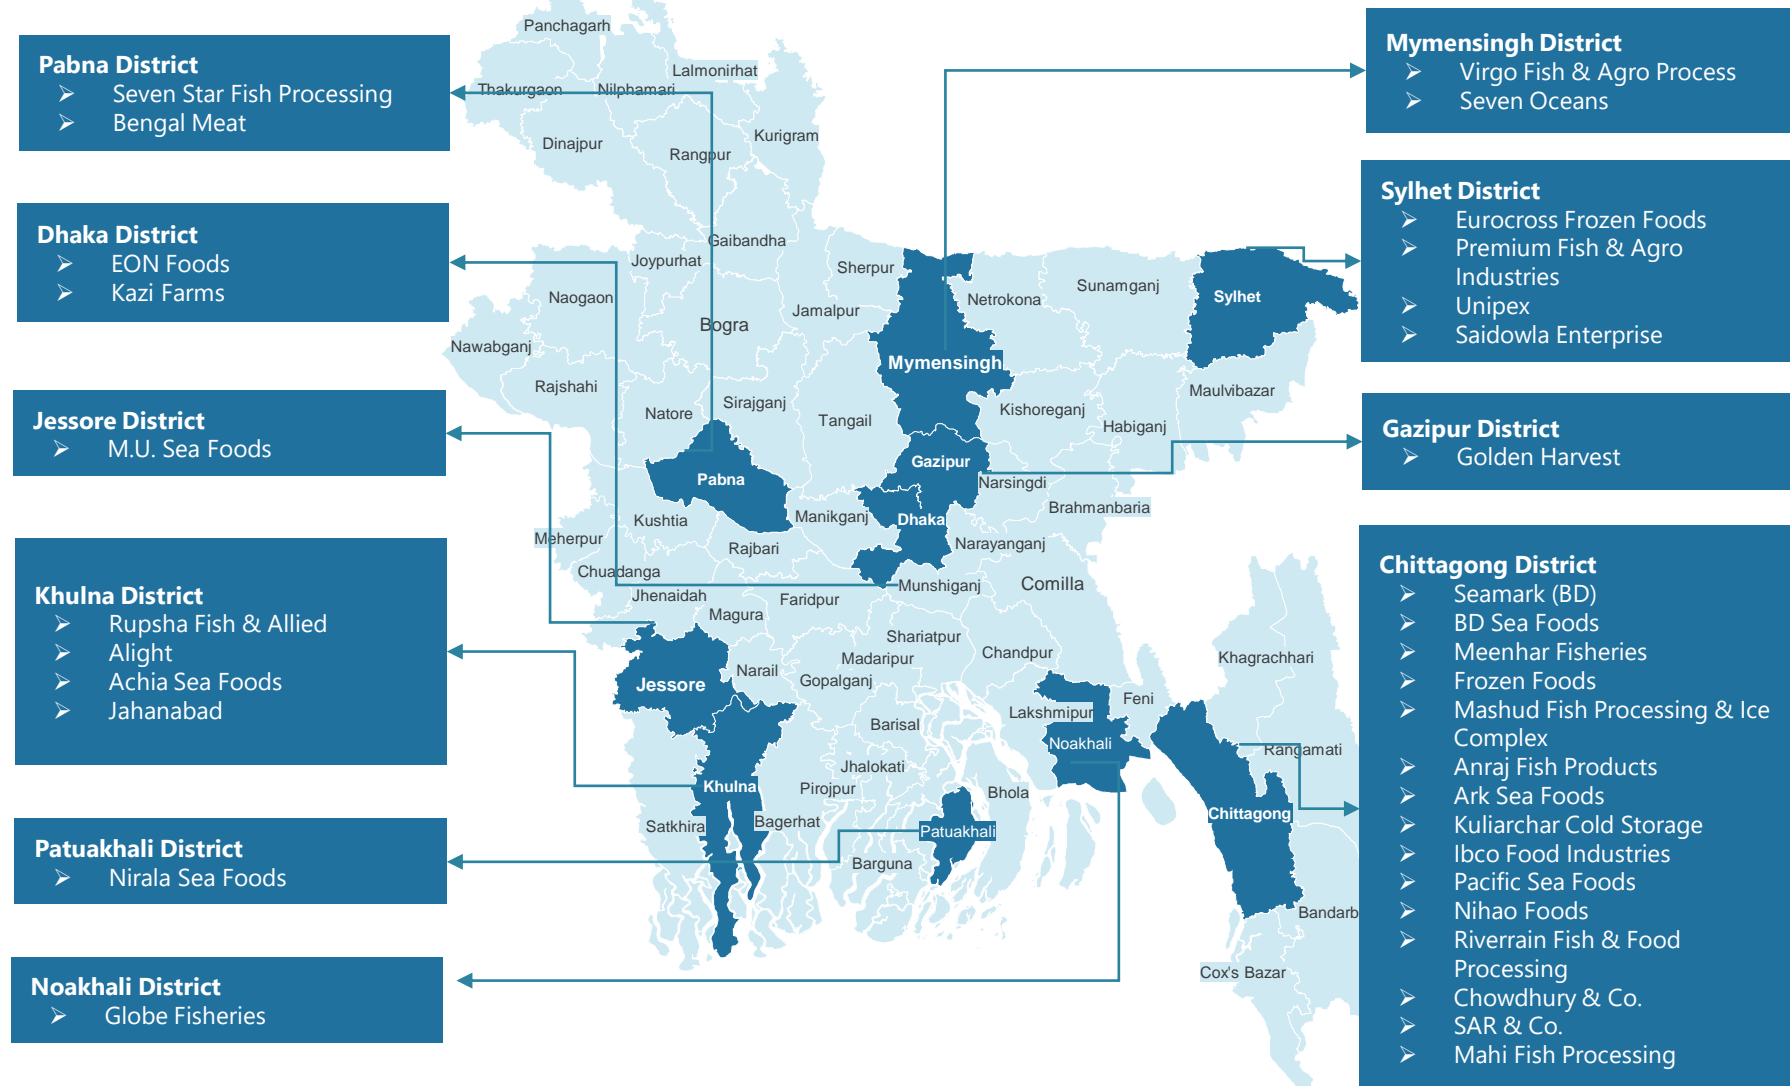 Pabna District
➢ Seven Star Fish Processing
➢ Bengal Meat
Dhaka District
➢ EON Foods
➢ Kazi Farms
Jessore District
➢ M.U. Sea Foods
Khulna District
➢ Rupsha Fish & Allied
➢ Alight
➢ Achia Sea Foods
➢ Jahanabad
Patuakhali District
➢ Nirala Sea Foods
Noakhali District
➢ Globe Fisheries
Panchagarh
Lalmonirhat
Thakurgaon
Nilphamari
Kurigram
Dinajpur
Rangpur
Gaibandha
Joypurhat
Sherpur
Naogaon
Jamalpur
Netrokona
Sunamganj
Sylhet
Bogra
Nawabganj
Mymensingh
Rajshahi
Maulvibazar
Natore
Sirajganj
Tangail
Kishoreganj
Habiganj
Gazipur
Pabna
Narsingdi
Brahmanbaria
Kushtia
Manikganj
Dhaka
Meherpur
Rajbari
Narayanganj
Chuadanga
Jhenaidah
Magura
Faridpur
Munshiganj
Comilla
Shariatpur
Madaripur
Chandpur
Khagrachhari
Narail
Gopalganj
Jessore
Feni
Lakshmipur
Barisal
Noakhali
Rangamati
Jhalokati
Pirojpur
Bhola
Khulna
Chittagong
Satkhira
Bagerhat
Patuakhali
Barguna
Bandarb
Cox's Bazar
Mymensingh District
➢ Virgo Fish & Agro Process
➢ Seven Oceans
Sylhet District
➢ Eurocross Frozen Foods
➢ Premium Fish & Agro
Industries
➢ Unipex
➢ Saidowla Enterprise
Gazipur District
➢ Golden Harvest
Chittagong District
➢ Seamark (BD)
➢ BD Sea Foods
➢ Meenhar Fisheries
➢ Frozen Foods
➢ Mashud Fish Processing & Ice
Complex
➢ Anraj Fish Products
➢ Ark Sea Foods
➢ Kuliarchar Cold Storage
➢ Ibco Food Industries
➢ Pacific Sea Foods
➢ Nihao Foods
➢ Riverrain Fish & Food
Processing
➢ Chowdhury & Co.
➢ SAR & Co.
➢ Mahi Fish Processing